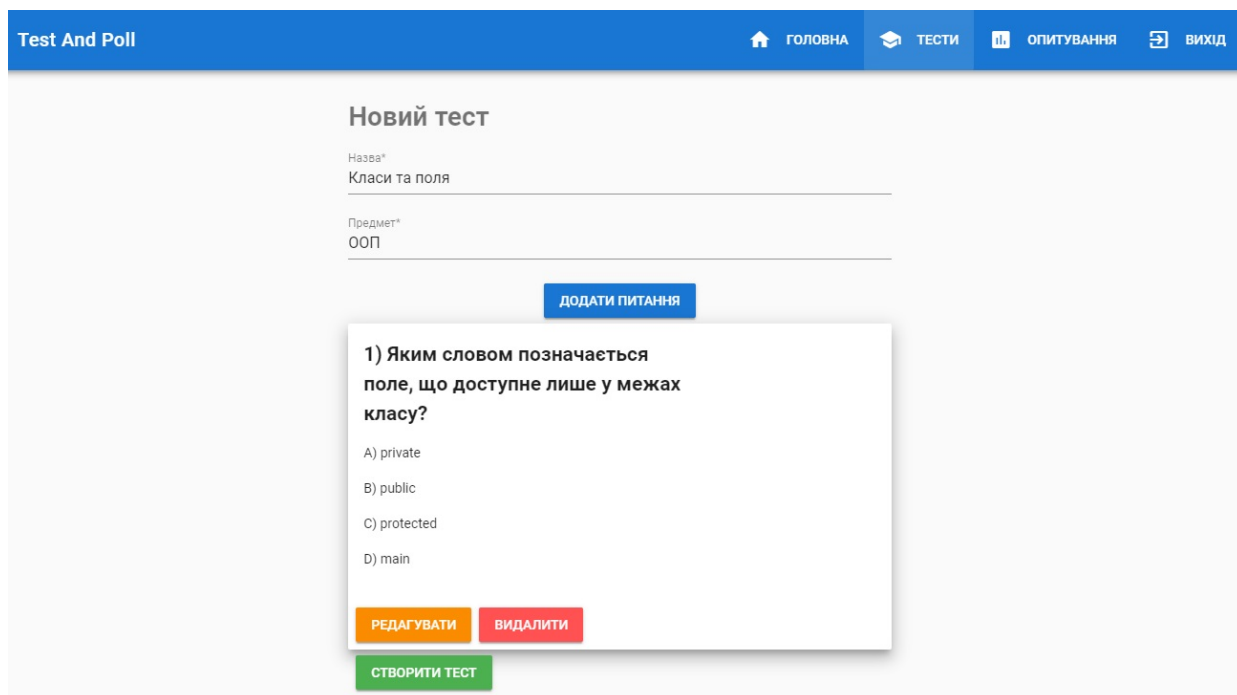 Test And Poll
ГОЛОВНА
ТЕСТИ
ОПИТУВАННЯ
ВИХІД
Новий тест
Назва*
Класи та поля
Предмет*
ООП
ДОДАТИ ПИТАННЯ
1) Яким словом позначається
поле, що доступне лише у межах
класу?
A) private
B) public
C) protected
D) main
РЕДАГУВАТИ
ВИДАЛИТИ
СТВОРИТИ ТЕСТ